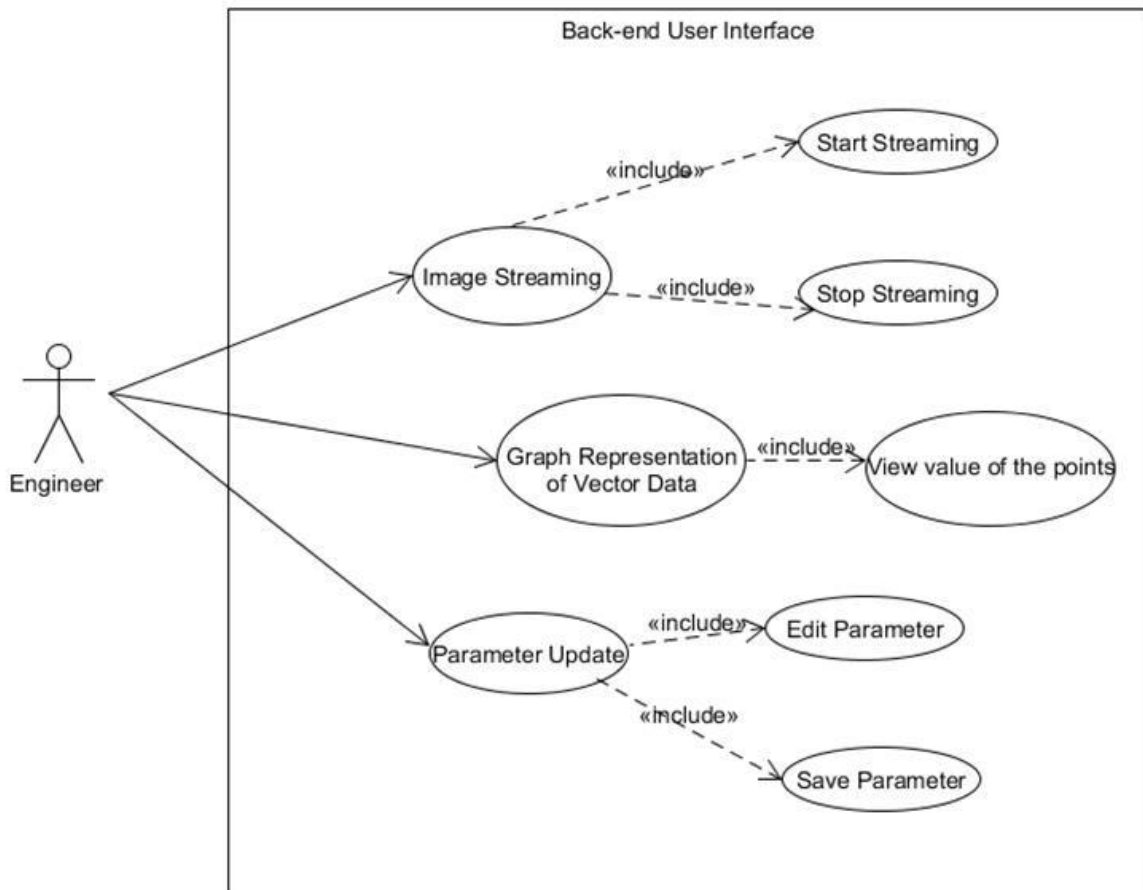 Back-end User Interface
Start Streaming
«include»
Image Streaming
«include»
Stop Streaming
Engineer
Graph Representation
of Vector Data
«include»
View value of the points
Parameter Update
«include»
Edit Parameter
«include»
Save Parameter